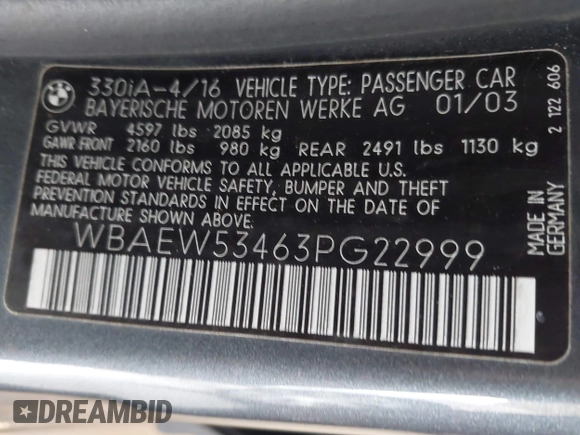 330iA-4/16 VEHICLE TYPE: PASSENGER CAR
BAYERISCHE MOTOREN WERKE AG 01/03
GVWR 4597 lbs 2085 kg
GAWR FRONT 2160 lbs 980 kg REAR 2491 lbs 1130 kg
THIS VEHICLE CONFORMS TO ALL APPLICABLE U.S.
FEDERAL MOTOR VEHICLE SAFETY, BUMPER AND THEFT
PREVENTION STANDARDS IN EFFECT ON THE DATE OF
MANUFACTURE SHOWN ABOVE.
WBAEW53463PG22999
2 122 606
DREAMBID